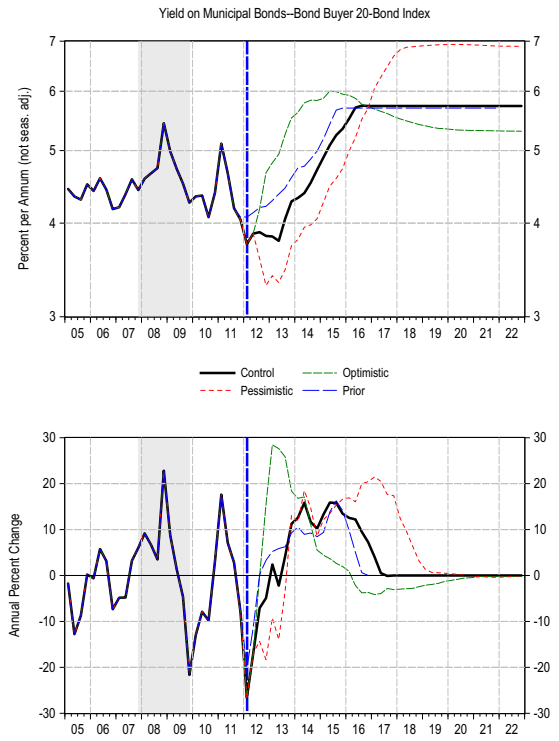 Yield on Municipal Bonds--Bond Buyer 20-Bond Index
Percent per Annum (not seas. adj.)
7 7
6 6
5 5
4 4
3 3
05 06 07 08 09 10 11 12 13 14 15 16 17 18 19 20 21 22
Control Optimistic
Pessimistic Prior
Annual Percent Change
30 30
20 20
10 10
0 0
-10 -10
-20 -20
-30 -30
05 06 07 08 09 10 11 12 13 14 15 16 17 18 19 20 21 22